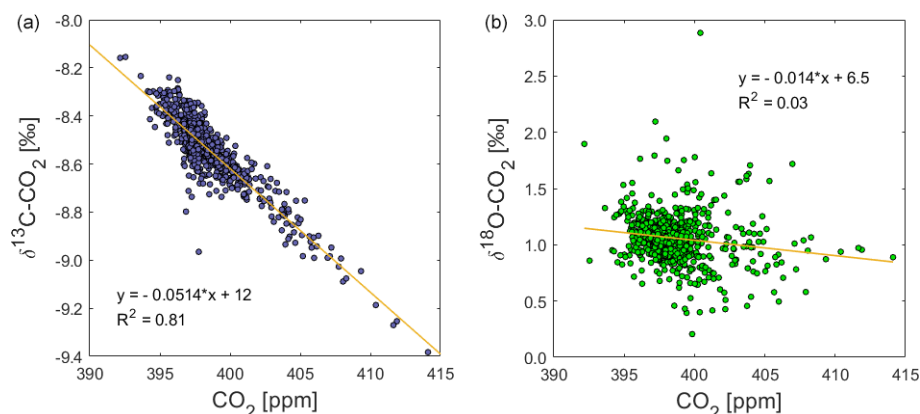 (a)
-8.0
-8.2
-8.4
-8.6
-8.8
-9.0
-9.2
-9.4
δ¹³C-CO₂ [‰]
y = - 0.0514*x + 12
R² = 0.81
390 395 400 405 410 415
CO₂ [ppm]
(b)
3.0
2.5
2.0
1.5
1.0
0.5
0.0
δ¹⁸O-CO₂ [‰]
y = - 0.014*x + 6.5
R² = 0.03
390 395 400 405 410 415
CO₂ [ppm]